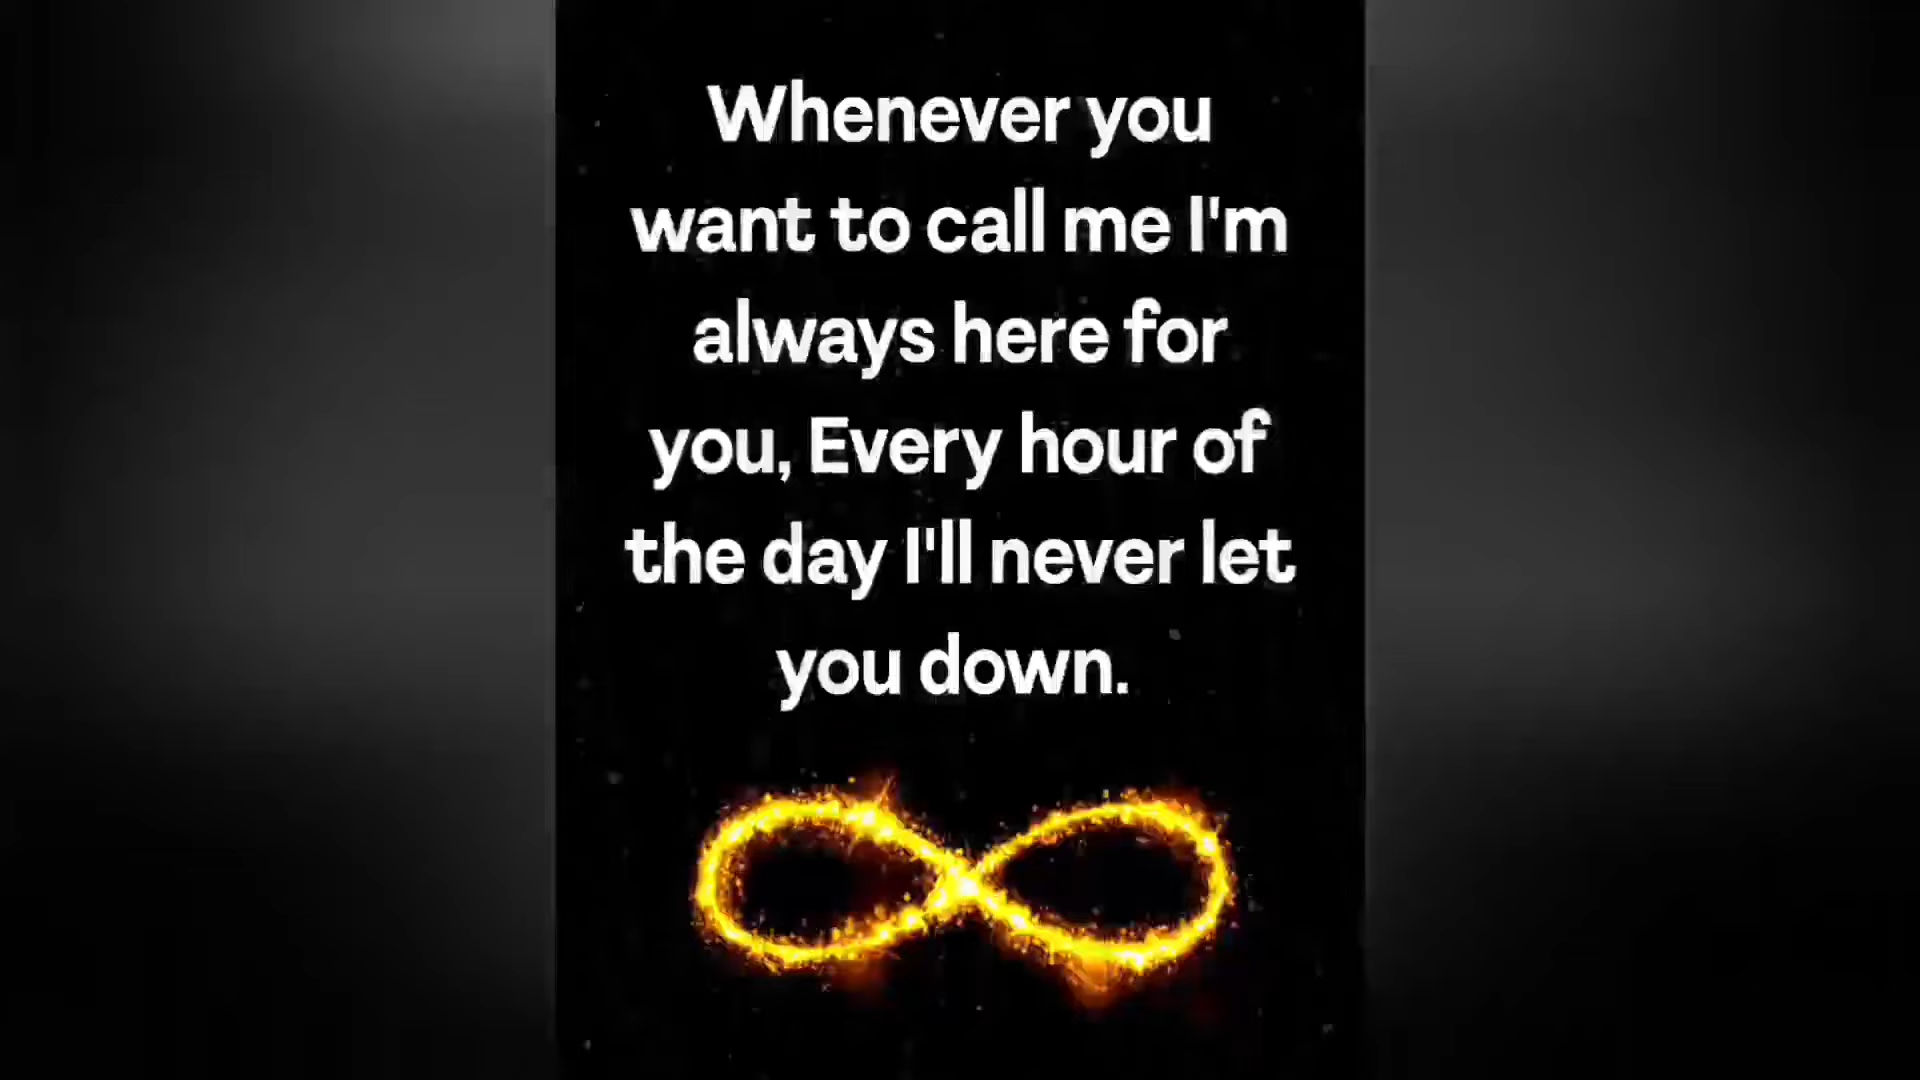 Whenever you
want to call me I'm
always here for
you, Every hour of
the day I'll never let
you down.